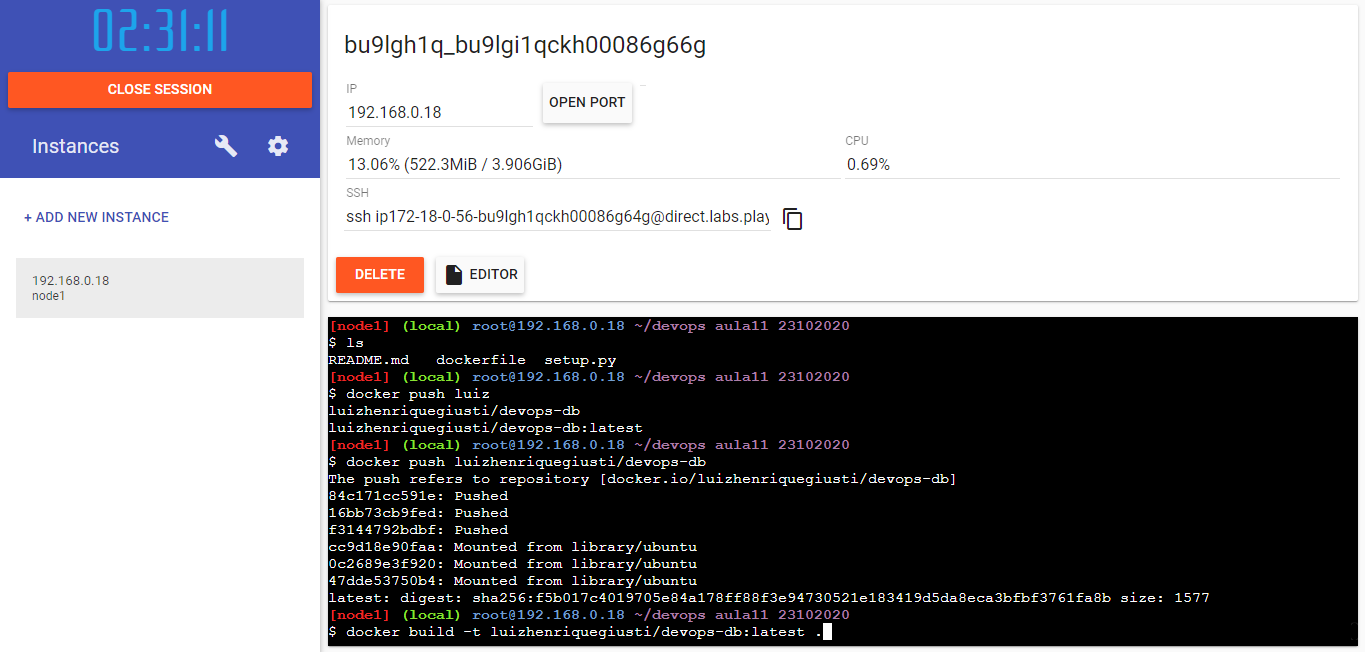 02:31:11
CLOSE SESSION
Instances
+ ADD NEW INSTANCE
192.168.0.18
node1
bu9lgh1q_bu9lgi1qckh00086g66g
IP
192.168.0.18
OPEN PORT
Memory
13.06% (522.3MiB / 3.906GiB)
CPU
0.69%
SSH
ssh ip172-18-0-56-bu9lgh1qckh00086g64g@direct.labs.play
DELETE
EDITOR
[node1] (local) root@192.168.0.18 ~/devops aula11 23102020
$ ls
README.md   dockerfile  setup.py
[node1] (local) root@192.168.0.18 ~/devops aula11 23102020
$ docker push luiz
luizhenriquegiusti/devops-db
luizhenriquegiusti/devops-db:latest
[node1] (local) root@192.168.0.18 ~/devops aula11 23102020
$ docker push luizhenriquegiusti/devops-db
The push refers to repository [docker.io/luizhenriquegiusti/devops-db]
84c171cc591e: Pushed
16bb73cb9fed: Pushed
f3144792bdbf: Pushed
cc9d18e90faa: Mounted from library/ubuntu
0c2689e3f920: Mounted from library/ubuntu
47dde53750b4: Mounted from library/ubuntu
latest: digest: sha256:f5b017c4019705e84a178ff88f3e94730521e183419d5da8eca3bfbf3761fa8b size: 1577
[node1] (local) root@192.168.0.18 ~/devops aula11 23102020
$ docker build -t luizhenriquegiusti/devops-db:latest .